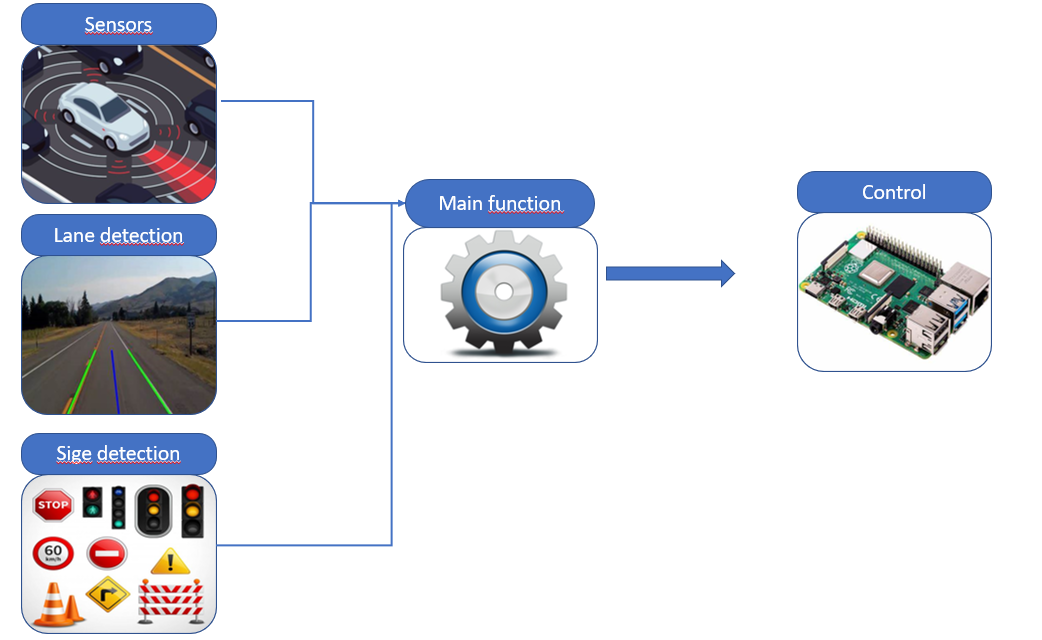 Sensors
Lane detection
Sige detection
STOP
60
km/h
Main function
Control